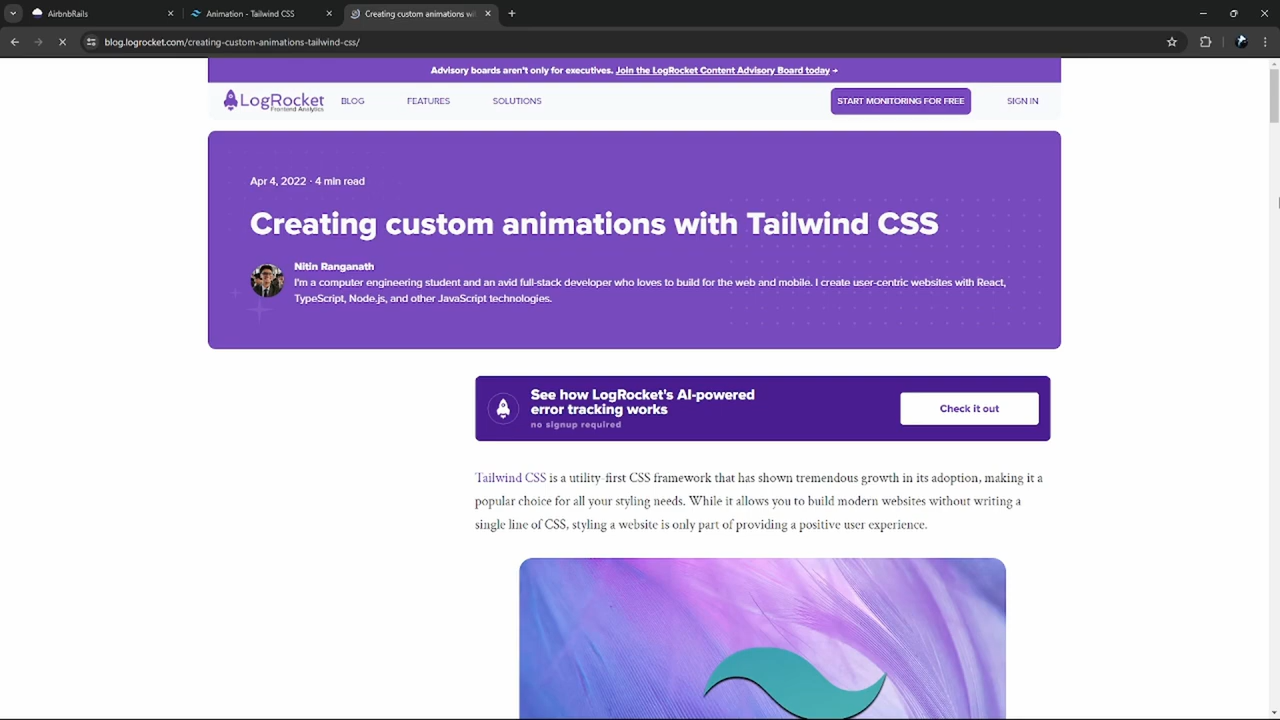 AirbnbRails
Animation - Tailwind CSS
Creating custom animations wi
blog.logrocket.com/creating-custom-animations-tailwind-css/
Advisory boards aren't only for executives. Join the LogRocket Content Advisory Board today →
LogRocket
Frontend Analytics
BLOG
FEATURES
SOLUTIONS
START MONITORING FOR FREE
SIGN IN
Apr 4, 2022 · 4 min read
Creating custom animations with Tailwind CSS
Nitin Ranganath
I'm a computer engineering student and an avid full-stack developer who loves to build for the web and mobile. I create user-centric websites with React,
TypeScript, Node.js, and other JavaScript technologies.
See how LogRocket's AI-powered
error tracking works
no signup required
Check it out
Tailwind CSS is a utility-first CSS framework that has shown tremendous growth in its adoption, making it a
popular choice for all your styling needs. While it allows you to build modern websites without writing a
single line of CSS, styling a website is only part of providing a positive user experience.